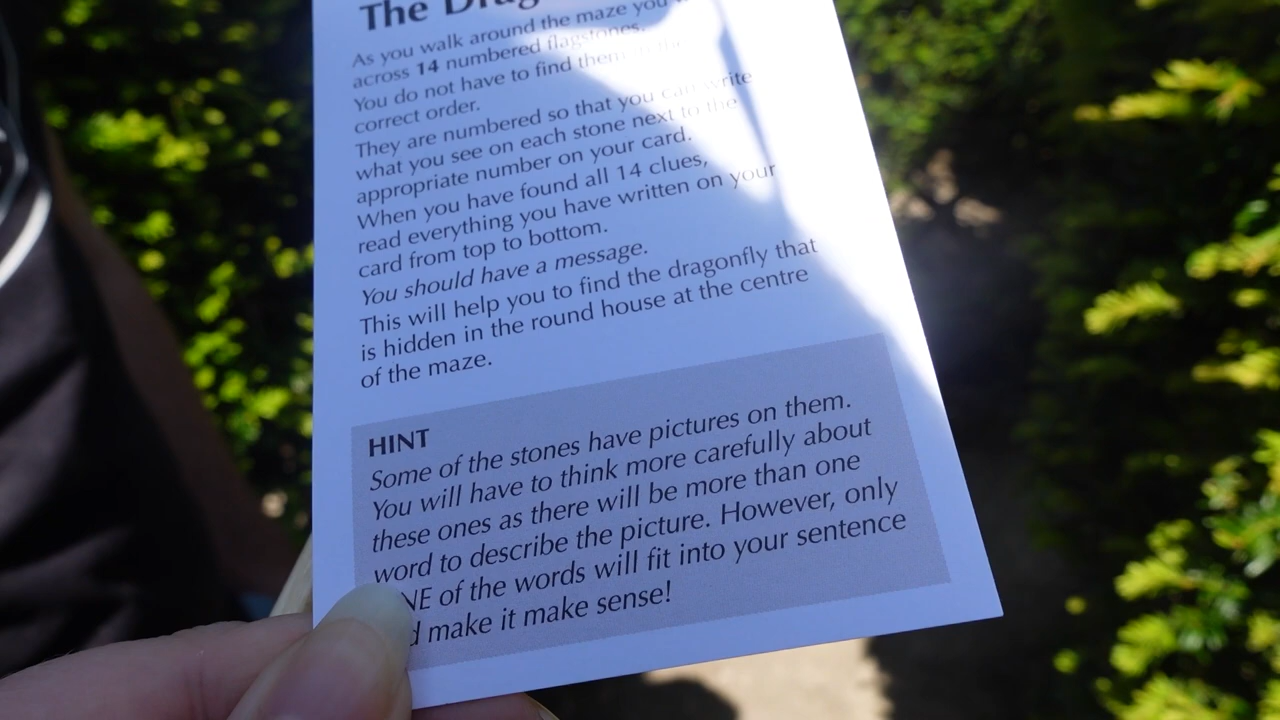 The Drag
As you walk around the maze you w
across 14 numbered flagstones.
You do not have to find them in the
correct order.
They are numbered so that you can write
what you see on each stone next to the
appropriate number on your card.
When you have found all 14 clues,
read everything you have written on your
card from top to bottom.
You should have a message.
This will help you to find the dragonfly that
is hidden in the round house at the centre
of the maze.
HINT
Some of the stones have pictures on them.
You will have to think more carefully about
these ones as there will be more than one
word to describe the picture. However, only
NE of the words will fit into your sentence
d make it make sense!